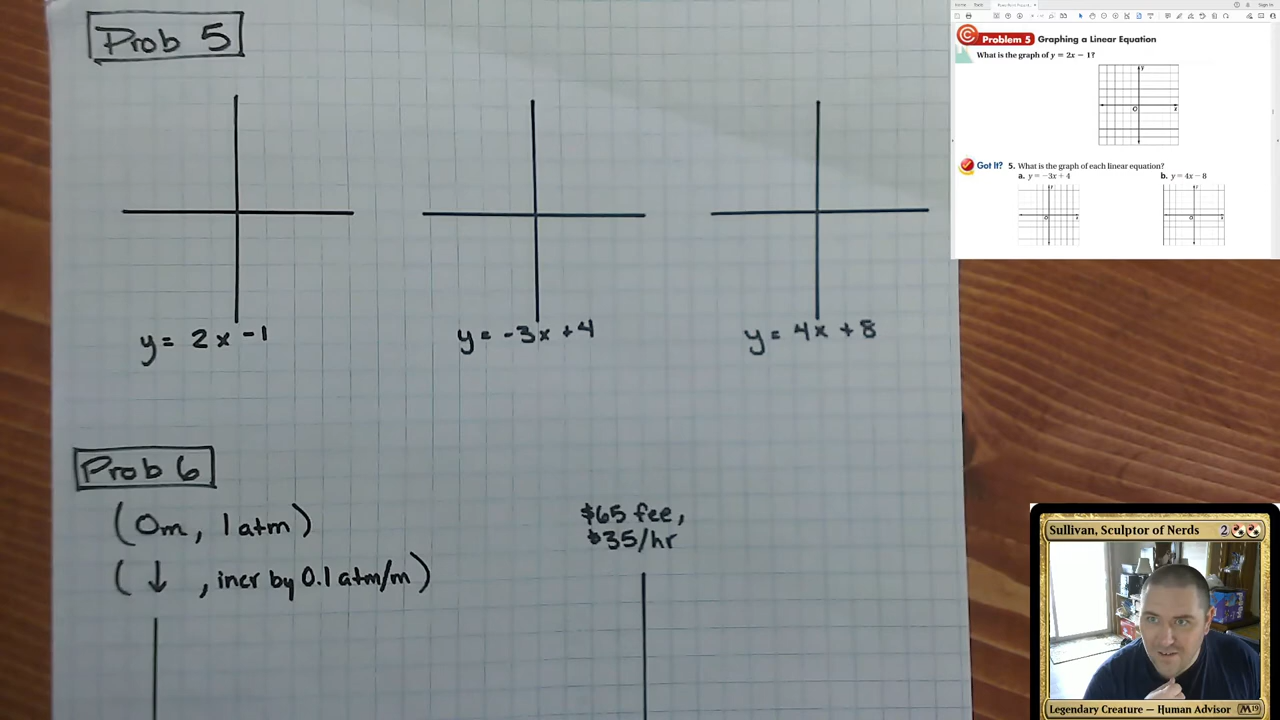 Prob 5
y = 2x - 1
y = -3x + 4
y = 4x + 8
Prob 6
(0m, 1 atm)
(↓, incr by 0.1 atm/m)
$65 fee,
$35/hr
Problem 5 Graphing a Linear Equation
What is the graph of y = 2x − 1?
y
O
x
Got It? 5. What is the graph of each linear equation?
a. y = −3x + 4
b. y = 4x − 8
O
x
O
x
Sullivan, Sculptor of Nerds 2
Legendary Creature — Human Advisor M19